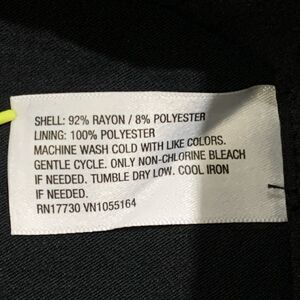 SHELL: 92% RAYON / 8% POLYESTER
LINING: 100% POLYESTER
MACHINE WASH COLD WITH LIKE COLORS.
GENTLE CYCLE. ONLY NON-CHLORINE BLEACH
IF NEEDED. TUMBLE DRY LOW. COOL IRON
IF NEEDED.
RN17730 VN1055164